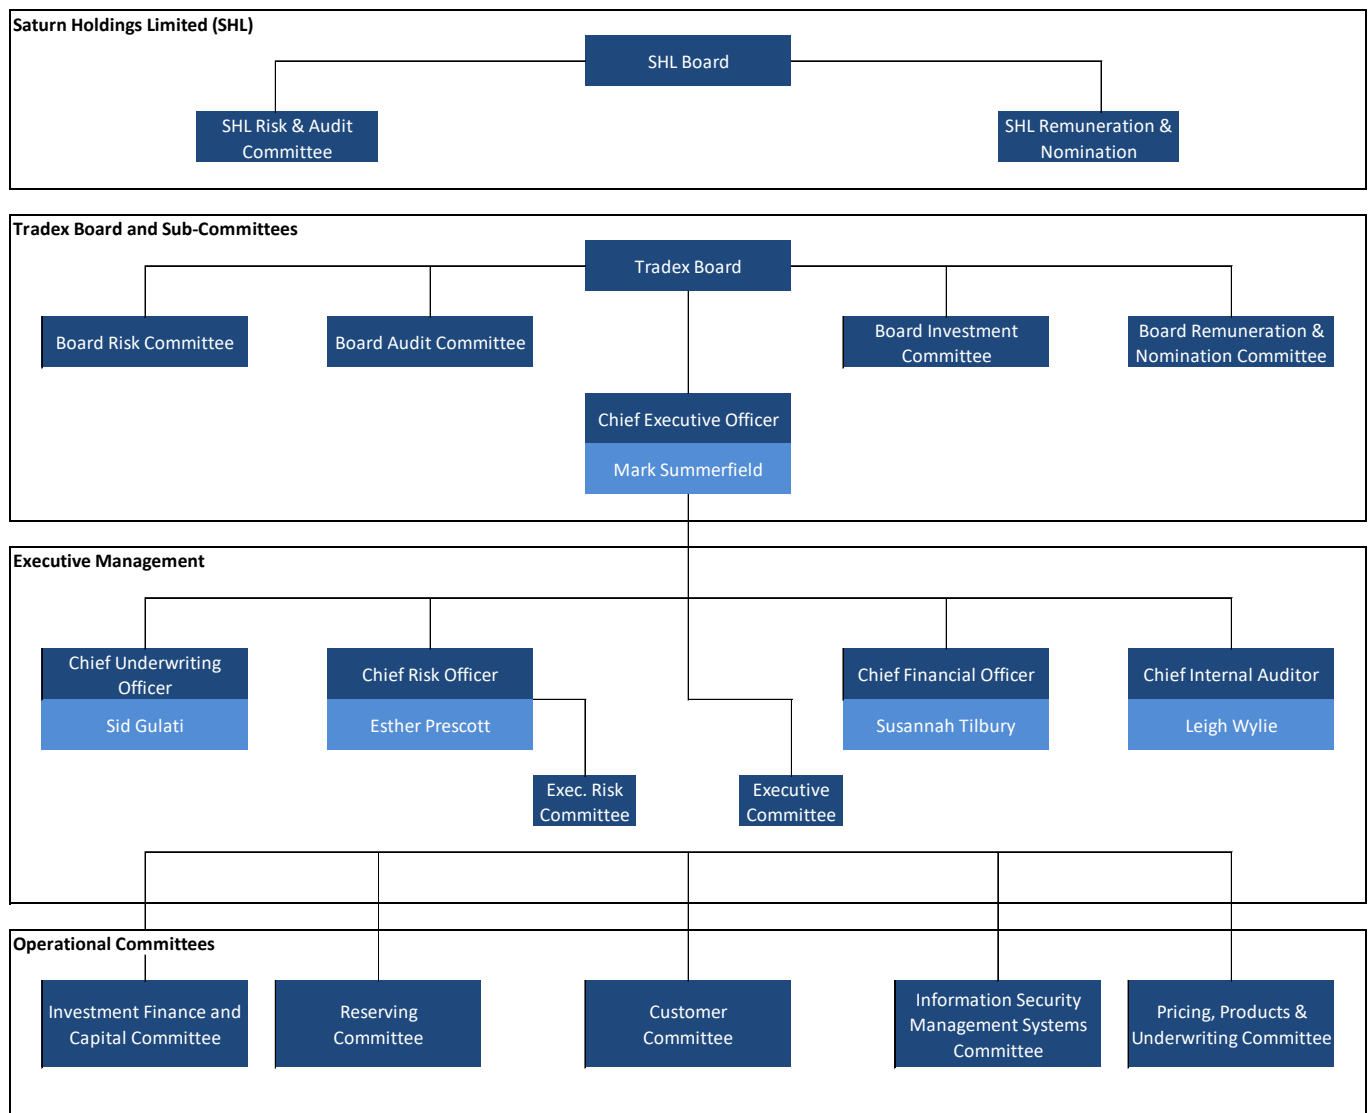 Saturn Holdings Limited (SHL)
SHL Board
SHL Risk & Audit
Committee
SHL Remuneration &
Nomination
Tradex Board and Sub-Committees
Tradex Board
Board Risk Committee
Board Audit Committee
Board Investment
Committee
Board Remuneration &
Nomination Committee
Chief Executive Officer
Mark Summerfield
Executive Management
Chief Underwriting
Officer
Sid Gulati
Chief Risk Officer
Esther Prescott
Chief Financial Officer
Susannah Tilbury
Chief Internal Auditor
Leigh Wylie
Exec. Risk
Committee
Executive
Committee
Operational Committees
Investment Finance and
Capital Committee
Reserving
Committee
Customer
Committee
Information Security
Management Systems
Committee
Pricing, Products &
Underwriting Committee